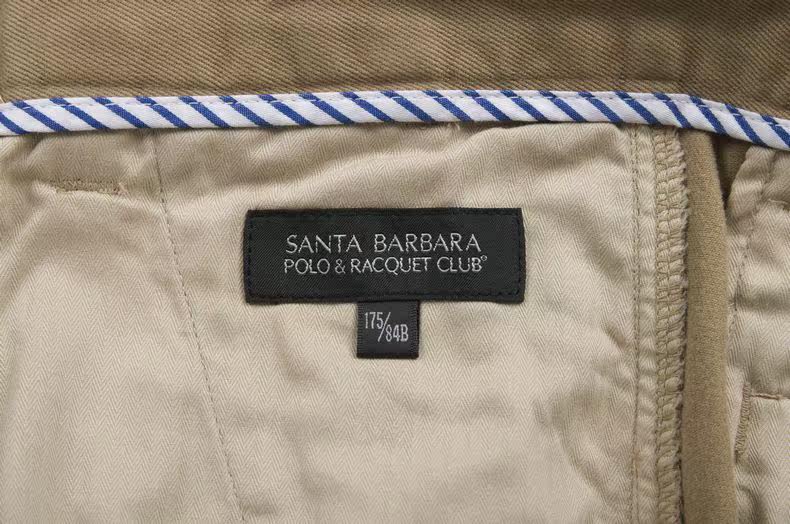 SANTA BARBARA
POLO & RACQUET CLUB®
175/84B